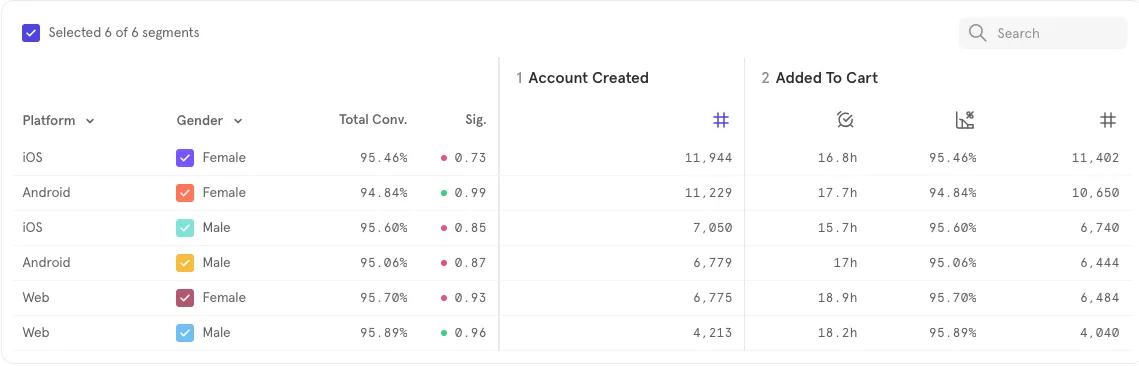 Selected 6 of 6 segments
Search
1 Account Created
2 Added To Cart
Platform Gender Total Conv. Sig.
iOS Female 95.46% 0.73 11,944 16.8h 95.46% 11,402
Android Female 94.84% 0.99 11,229 17.7h 94.84% 10,650
iOS Male 95.60% 0.85 7,050 15.7h 95.60% 6,740
Android Male 95.06% 0.87 6,779 17h 95.06% 6,444
Web Female 95.70% 0.93 6,775 18.9h 95.70% 6,484
Web Male 95.89% 0.96 4,213 18.2h 95.89% 4,040